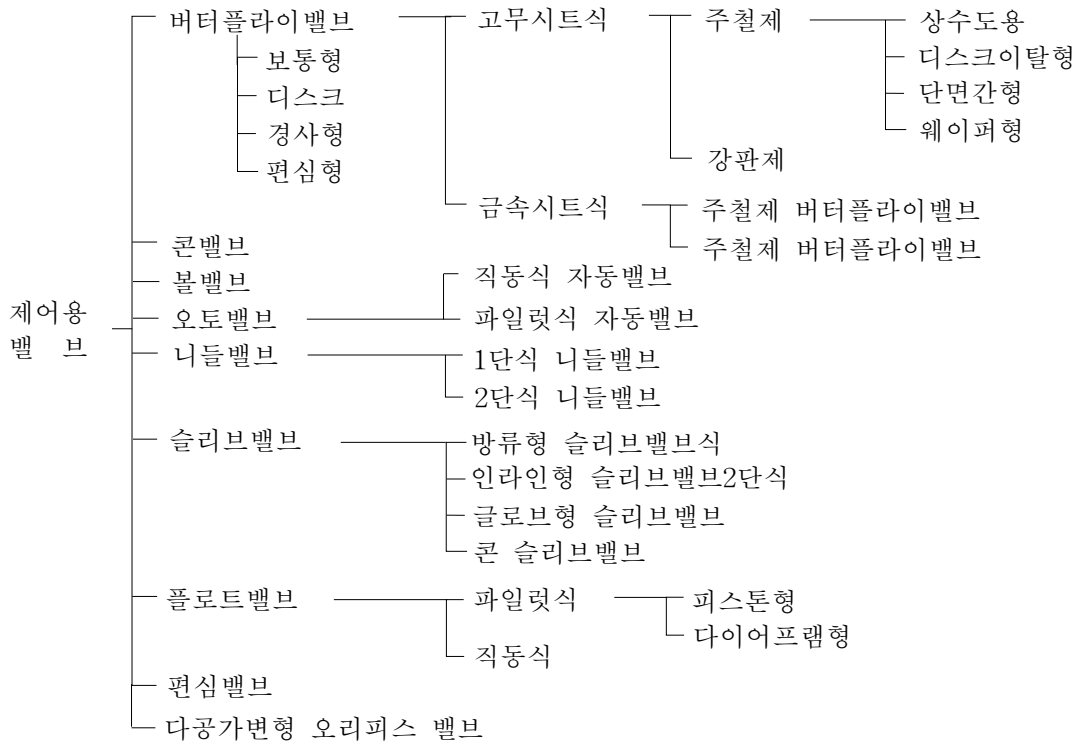 버터플라이밸브 고무시트식 주철제 상수도용
보통형 디스크이탈형
디스크 단면간형
경사형 웨이퍼형
편심형 강판제
금속시트식 주철제 버터플라이밸브
콘밸브 주철제 버터플라이밸브
볼밸브 직동식 자동밸브
제어용
밸 브
오토밸브 파일럿식 자동밸브
니들밸브 1단식 니들밸브
2단식 니들밸브
슬리브밸브 방류형 슬리브밸브식
인라인형 슬리브밸브2단식
글로브형 슬리브밸브
콘 슬리브밸브
플로트밸브 파일럿식 피스톤형
다이어프램형
직동식
편심밸브
다공가변형 오리피스 밸브